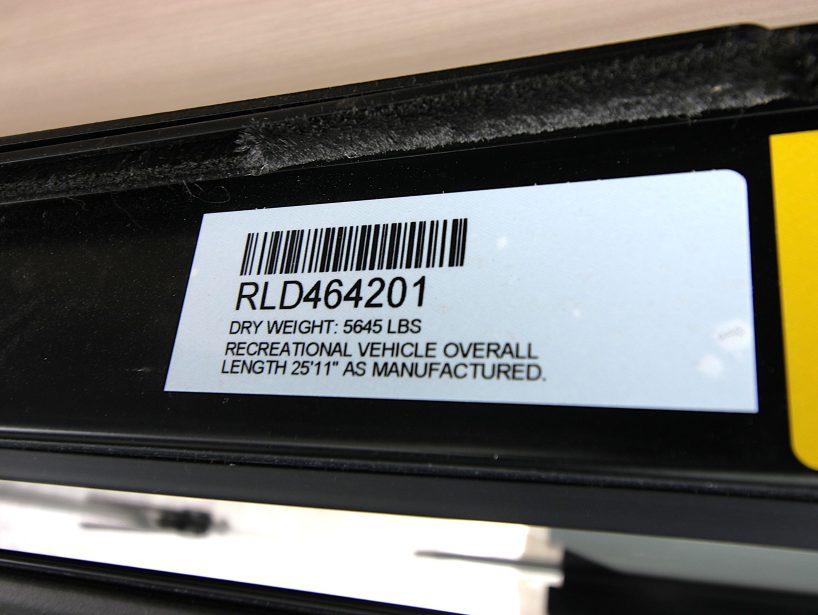 RLD464201
DRY WEIGHT: 5645 LBS
RECREATIONAL VEHICLE OVERALL
LENGTH 25'11" AS MANUFACTURED.